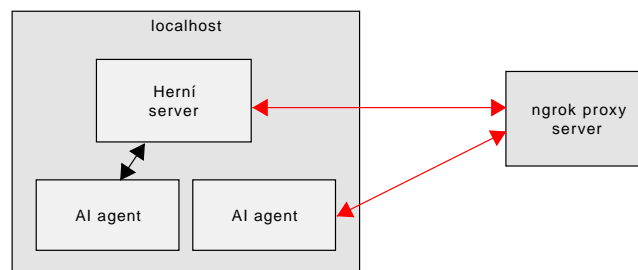 localhost
Herní
server
ngrok proxy
server
AI agent
AI agent